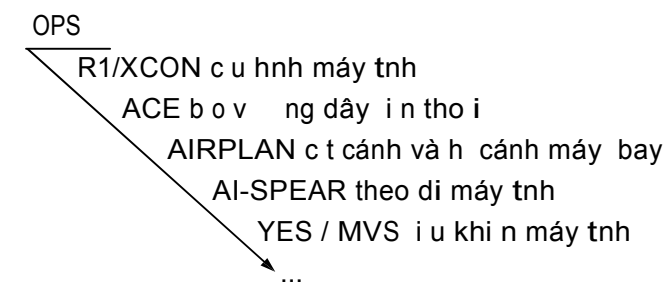 OPS
R1/XCON c u hnh máy tnh
ACE b o v ng dây i n tho i
AIRPLAN c t cánh và h cánh máy bay
AI-SPEAR theo di máy tnh
YES / MVS i u khi n máy tnh
...